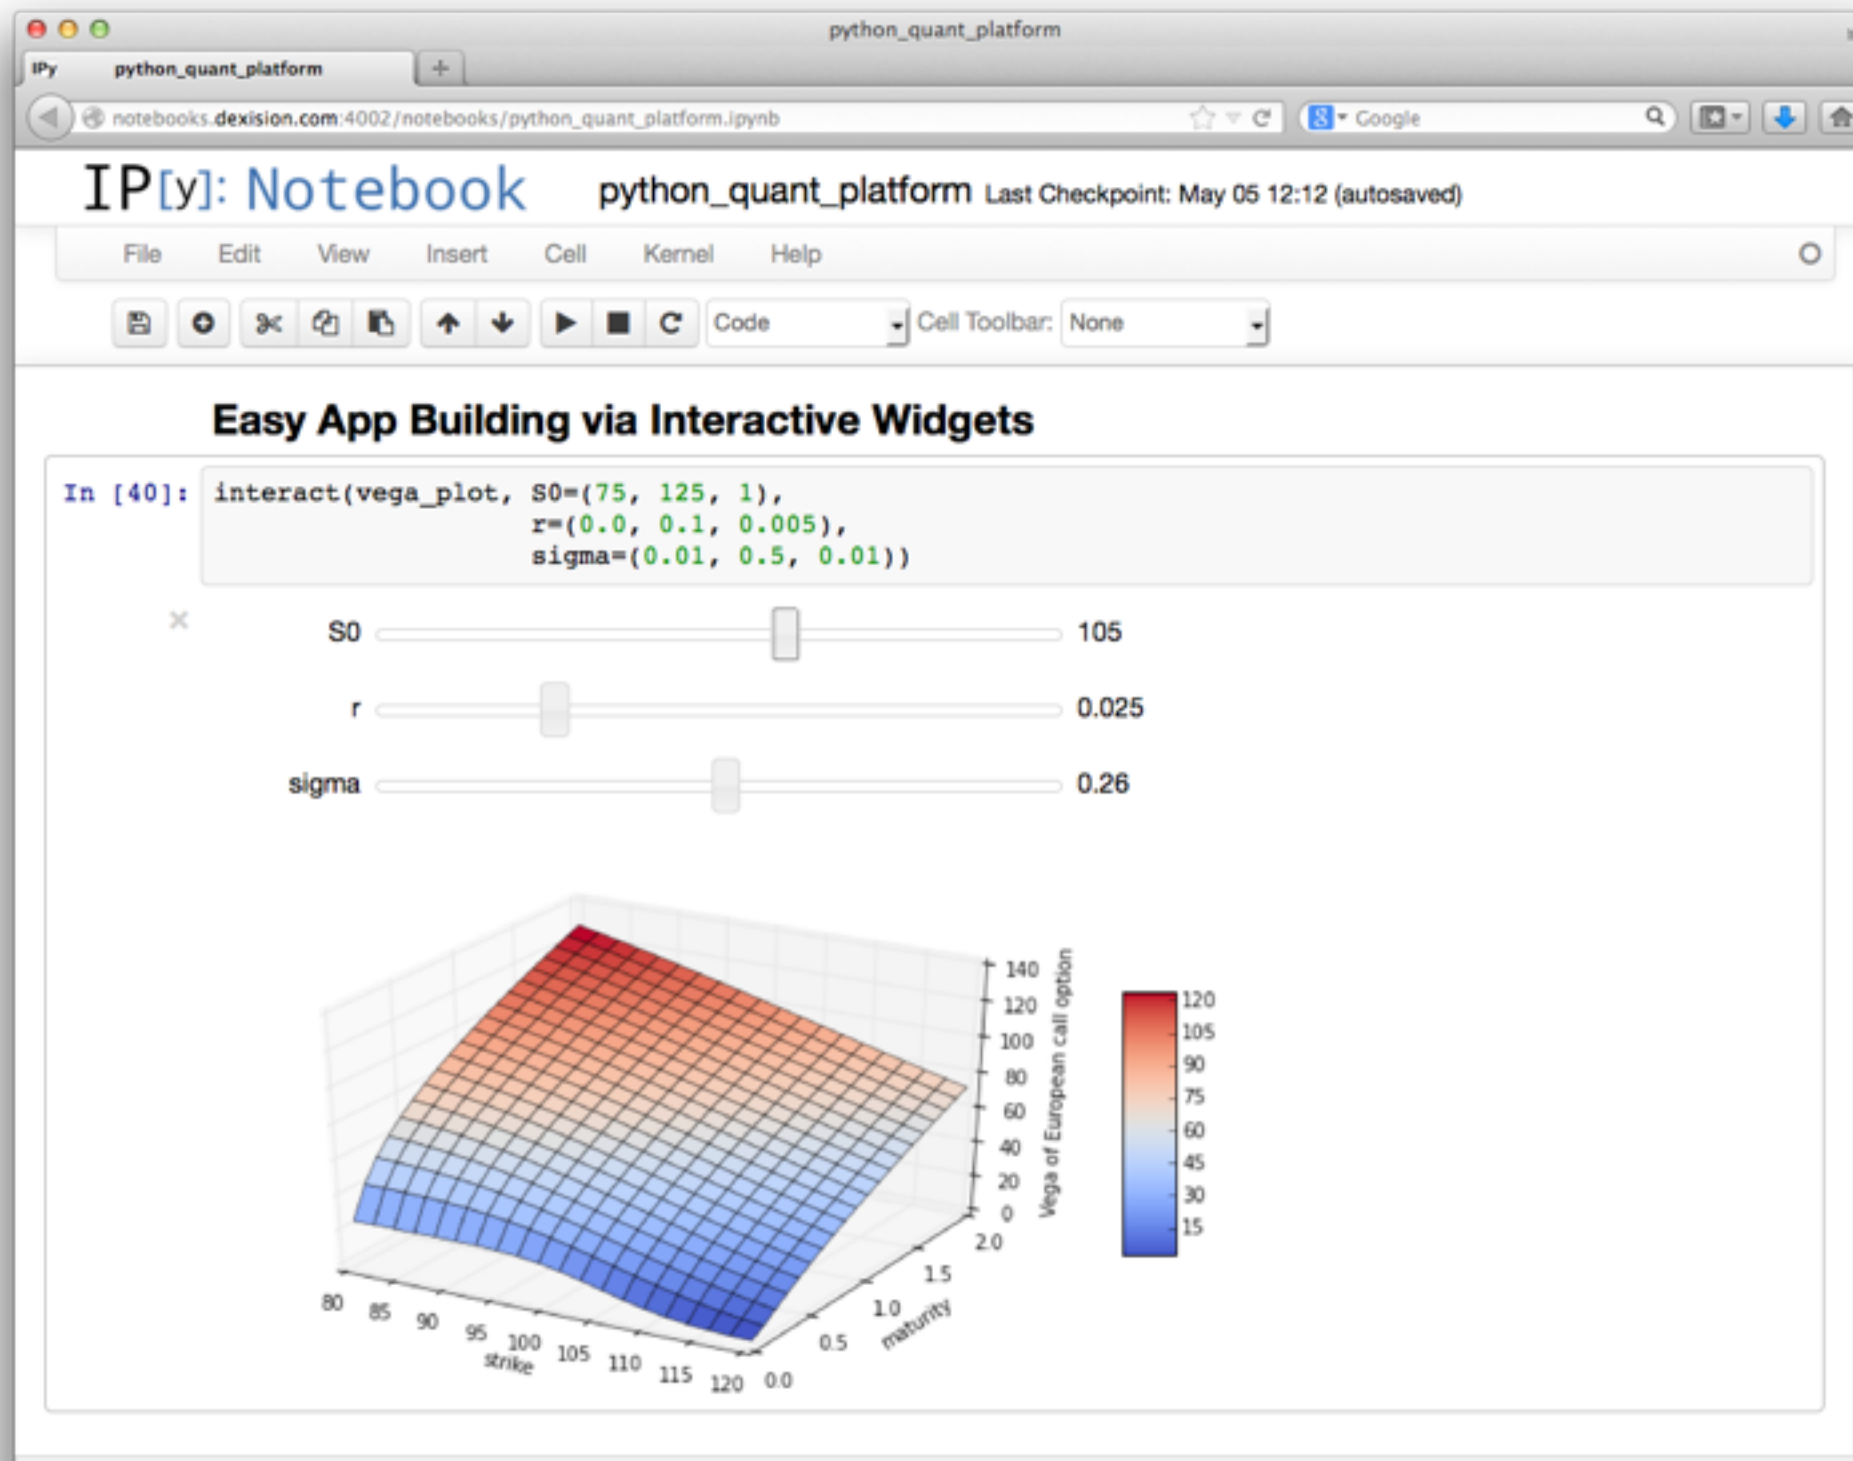 python_quant_platform
IPy python_quant_platform
notebooks.dexision.com:4002/notebooks/python_quant_platform.ipynb
Google
IP[y]: Notebook python_quant_platform Last Checkpoint: May 05 12:12 (autosaved)
File Edit View Insert Cell Kernel Help
Code Cell Toolbar: None
Easy App Building via Interactive Widgets
In [40]: interact(vega_plot, S0=(75, 125, 1),
r=(0.0, 0.1, 0.005),
sigma=(0.01, 0.5, 0.01))
S0 105
r 0.025
sigma 0.26
140
120
100
80
60
40
20
0
Vega of European call option
120
105
90
75
60
45
30
15
80 85 90 95 100 105 110 115 120
strike
0.0 0.5 1.0 1.5 2.0
maturity